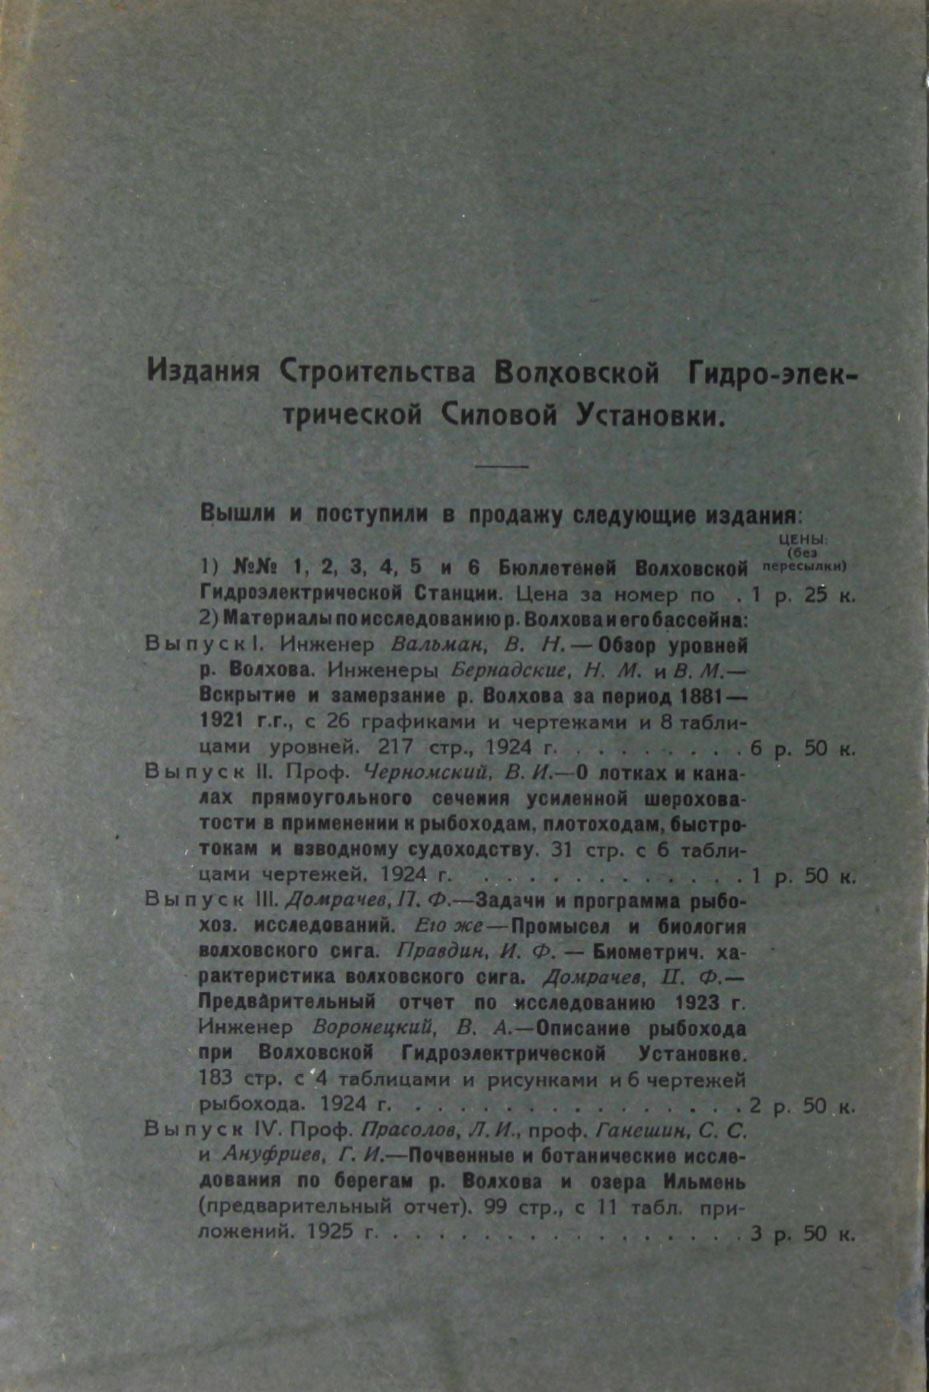 Издания Строительства Волховской Гидро-элек-
трической Силовой Установки.
Вышли и поступили в продажу следующие издания:
ЦЕНЫ:
(без
пересылки)
1) №№ 1, 2, 3, 4, 5 и 6 Бюллетеней Волховской
Гидроэлектрической Станции. Цена за номер по . 1 р. 25 к.
2) Материалы по исследованию р. Волхова и его бассейна:
Выпуск I. Инженер Вальман, В. Н.—Обзор уровней
р. Волхова. Инженеры Бернадские, Н. М. и В. М.—
Вскрытие и замерзание р. Волхова за период 1881—
1921 г.г., с 26 графиками и чертежами и 8 табли-
цами уровней. 217 стр., 1924 г. . . . . . . . . . 6 р. 50 к.
Выпуск II. Проф. Черномский, В. И.—О лотках и кана-
лах прямоугольного сечения усиленной шерохова-
тости в применении к рыбоходам, плотоходам, быстро-
токам и взводному судоходству. 31 стр. с 6 табли-
цами чертежей. 1924 г. . . . . . . . . . . . . . 1 р. 50 к.
Выпуск III. Домрачев, П. Ф.—Задачи и программа рыбо-
хоз. исследований. Его же—Промысел и биология
волховского сига. Правдин, И. Ф. — Биометрич. ха-
рактеристика волховского сига. Домрачев, П. Ф.—
Предварительный отчет по исследованию 1923 г.
Инженер Воронецкий, В. А.—Описание рыбохода
при Волховской Гидроэлектрической Установке.
183 стр. с 4 таблицами и рисунками и 6 чертежей
рыбохода. 1924 г. . . . . . . . . . . . . . . . . 2 р. 50 к.
Выпуск IV. Проф. Прасолов, Л. И., проф. Ганешин, С. С.
и Ануфриев, Г. И.—Почвенные и ботанические иссле-
дования по берегам р. Волхова и озера Ильмень
(предварительный отчет). 99 стр., с 11 табл. при-
ложений. 1925 г. . . . . . . . . . . . . . . . . . 3 р. 50 к.